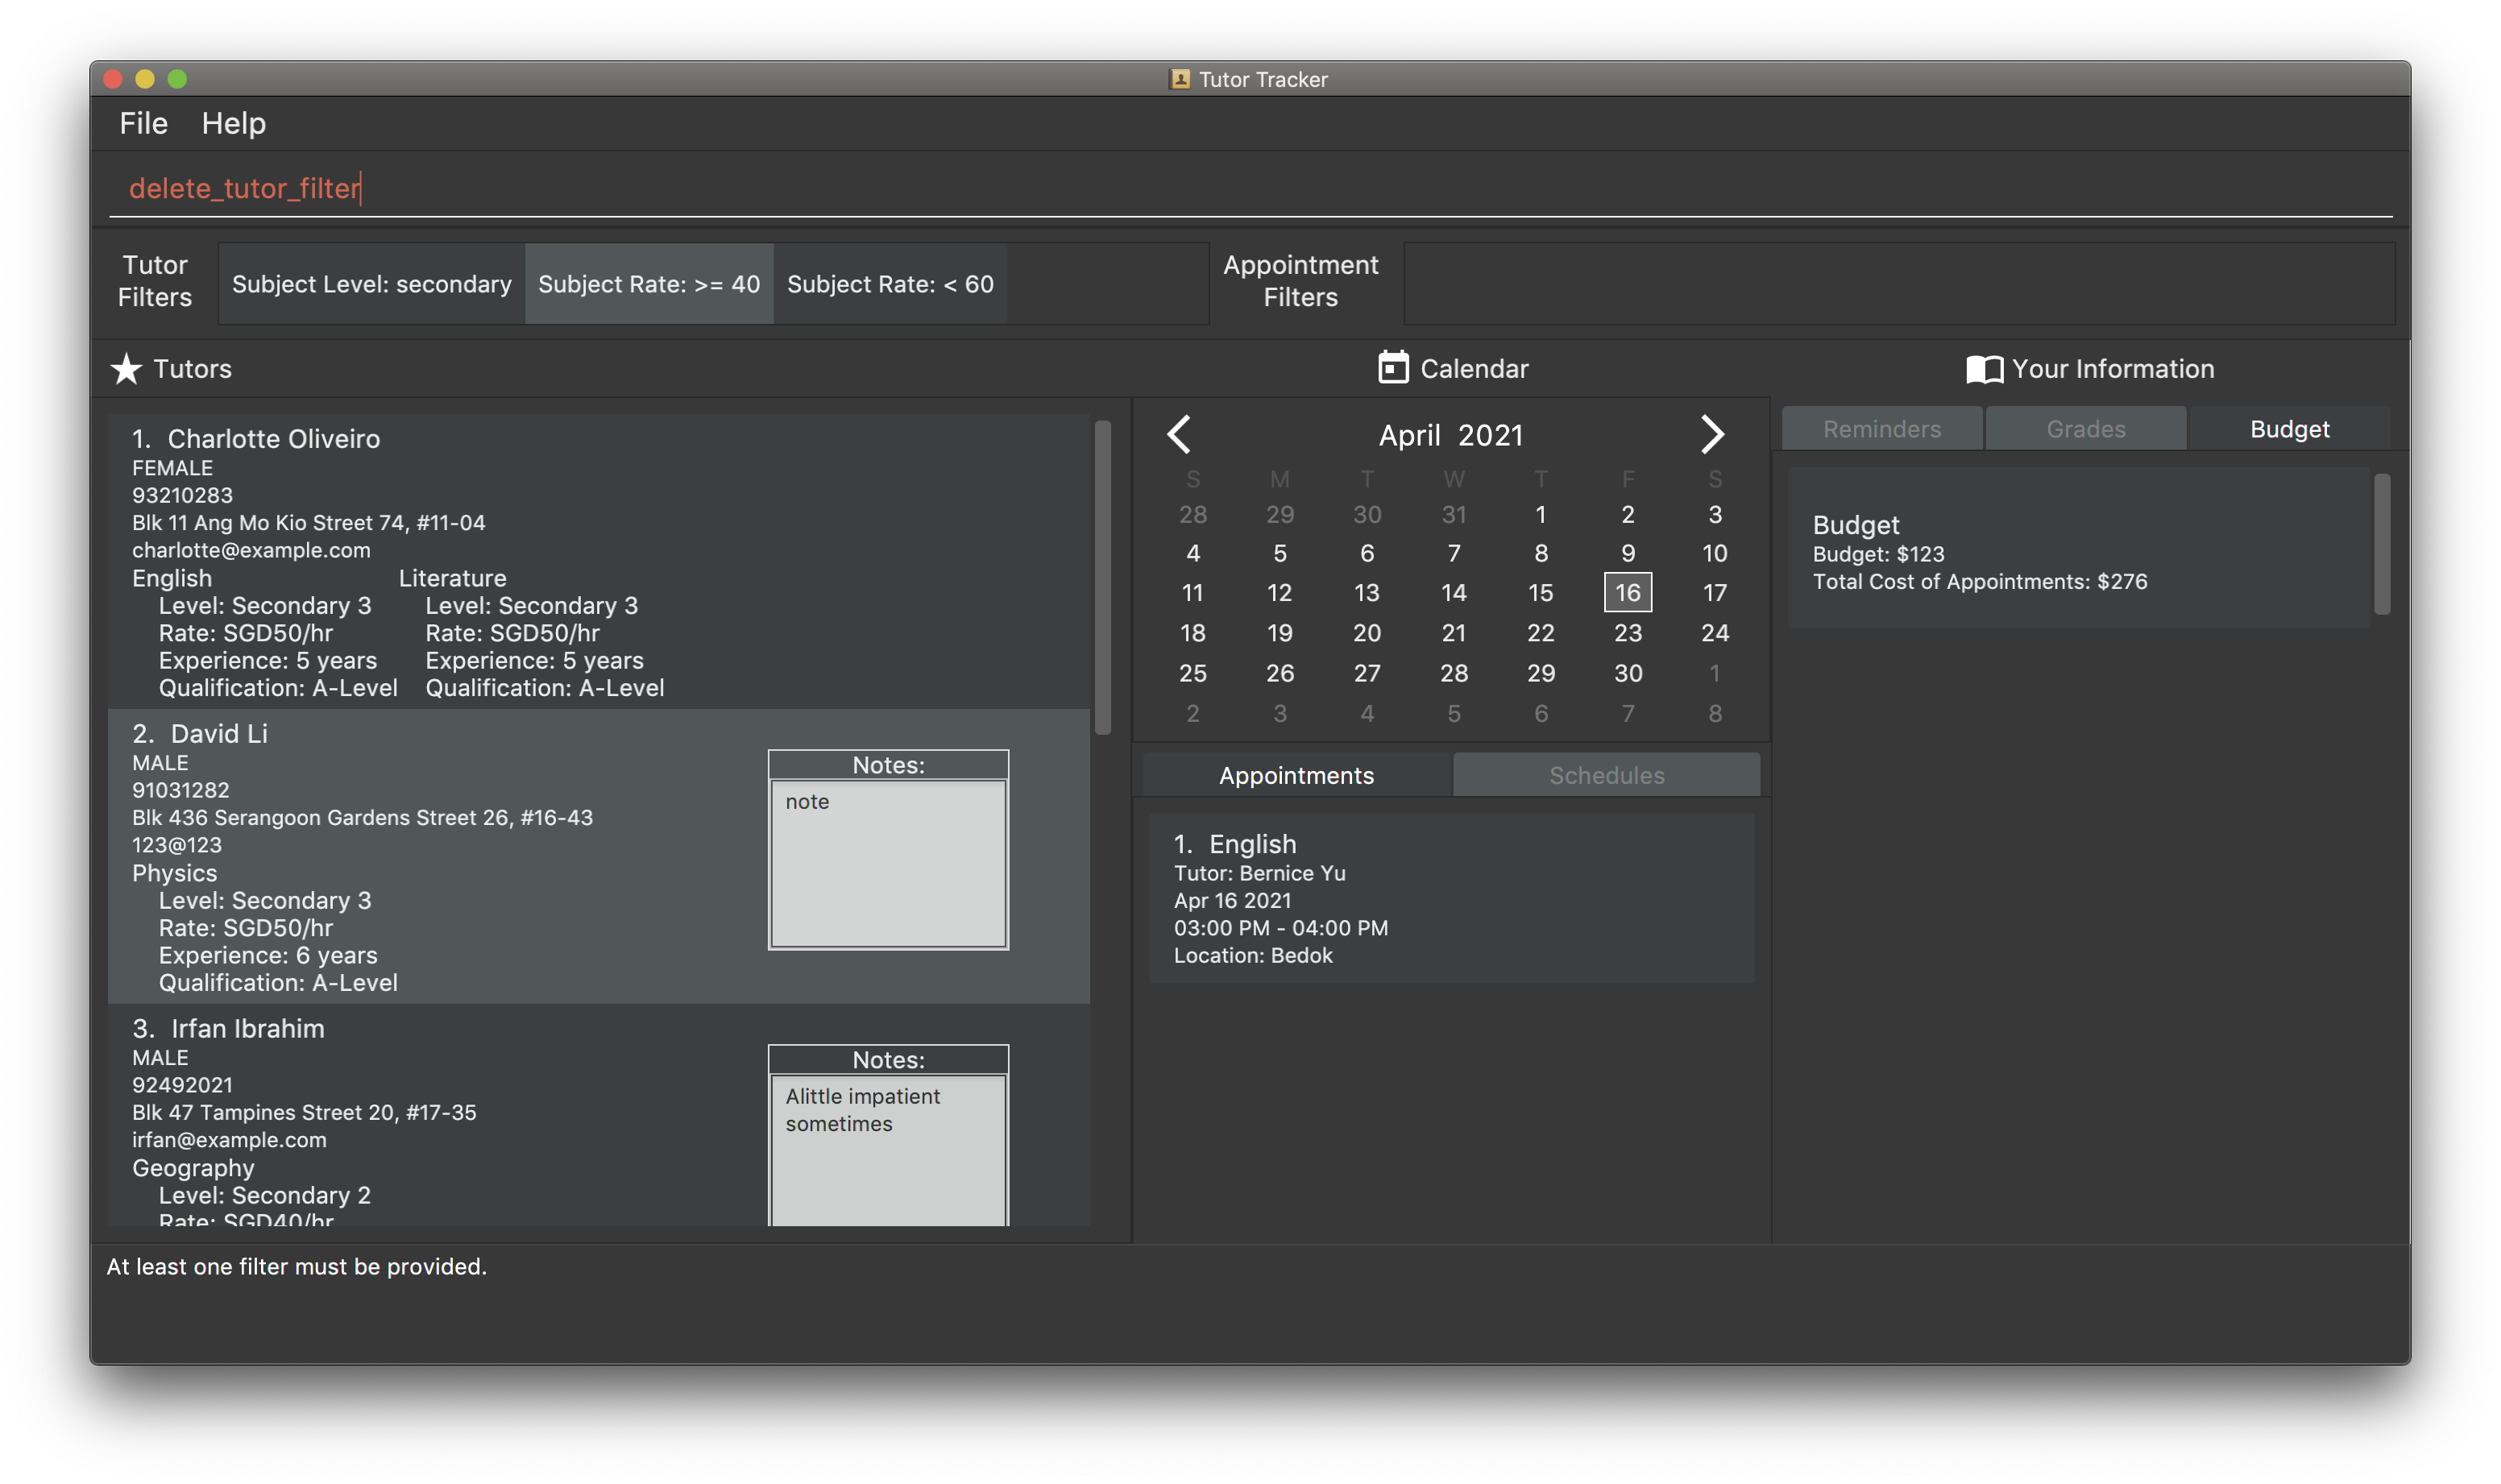 Tutor Tracker
File Help
delete_tutor_filter
Tutor Filters
Subject Level: secondary Subject Rate: >= 40 Subject Rate: < 60
Appointment Filters
Tutors
1. Charlotte Oliveiro
FEMALE
93210283
Blk 11 Ang Mo Kio Street 74, #11-04
charlotte@example.com
English Literature
Level: Secondary 3 Level: Secondary 3
Rate: SGD50/hr Rate: SGD50/hr
Experience: 5 years Experience: 5 years
Qualification: A-Level Qualification: A-Level
2. David Li
MALE
91031282
Blk 436 Serangoon Gardens Street 26, #16-43
123@123
Physics
Level: Secondary 3
Rate: SGD50/hr
Experience: 6 years
Qualification: A-Level
Notes:
note
3. Irfan Ibrahim
MALE
92492021
Blk 47 Tampines Street 20, #17-35
irfan@example.com
Geography
Level: Secondary 2
Rate: SGD40/hr
Notes:
Alittle impatient
sometimes
Calendar
April 2021
S M T W T F S
28 29 30 31 1 2 3
4 5 6 7 8 9 10
11 12 13 14 15 16 17
18 19 20 21 22 23 24
25 26 27 28 29 30 1
2 3 4 5 6 7 8
Appointments Schedules
1. English
Tutor: Bernice Yu
Apr 16 2021
03:00 PM - 04:00 PM
Location: Bedok
Your Information
Reminders Grades Budget
Budget
Budget: $123
Total Cost of Appointments: $276
At least one filter must be provided.